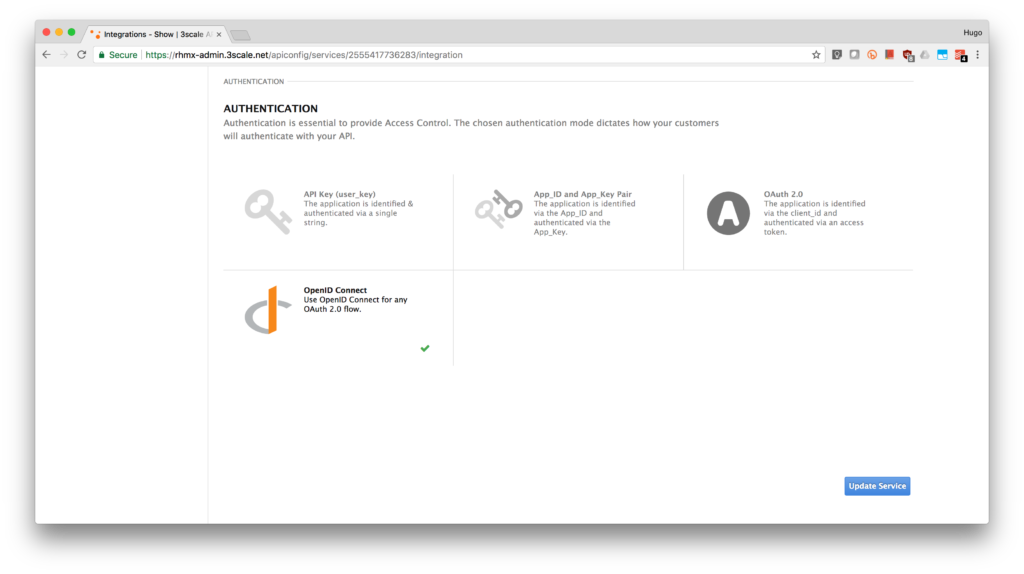 Integrations - Show | 3scale A
Hugo
Secure https://rhmx-admin.3scale.net/apiconfig/services/2555417736283/integration
AUTHENTICATION
AUTHENTICATION
Authentication is essential to provide Access Control. The chosen authentication mode dictates how your customers
will authenticate with your API.
API Key (user_key)
The application is identified &
authenticated via a single
string.
App_ID and App_Key Pair
The application is identified
via the App_ID and
authenticated via the
App_Key.
OAuth 2.0
The application is identified
via the client_id and
authenticated via an access
token.
OpenID Connect
Use OpenID Connect for any
OAuth 2.0 flow.
Update Service